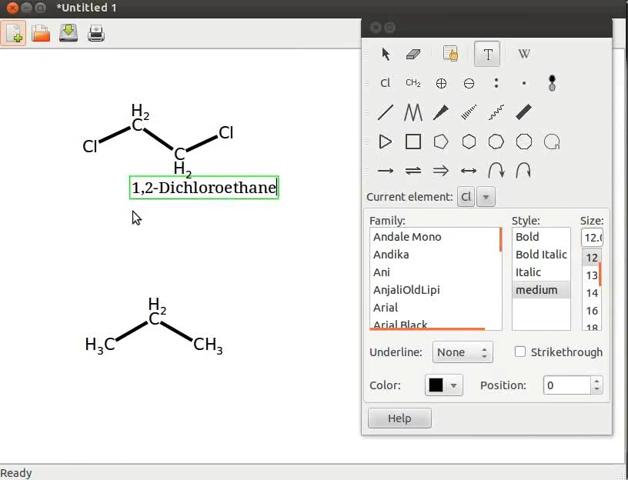 *Untitled 1
T
W
Cl
CH₂
H₂
C
Cl
Cl
C
H₂
1,2-Dichloroethane
H₂
C
H₃C
CH₃
Current element: Cl
Family:
Style:
Size:
Andale Mono
Andika
Ani
AnjaliOldLipi
Arial
Arial Black
Bold
Bold Italic
Italic
medium
12.0
12
13
14
16
18
Underline: None
Strikethrough
Color:
Position: 0
Help
Ready